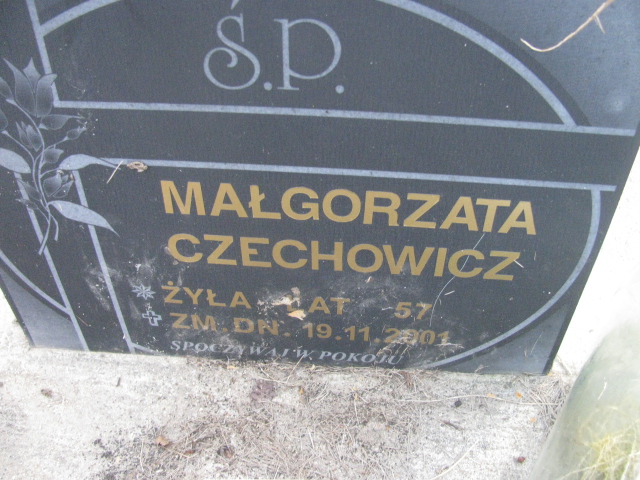 Ś.P.
MAŁGORZATA
CZECHOWICZ
ŻYŁA LAT 57
ZM. DN. 19.11.2001
SPOCZYWAJ W POKOJU